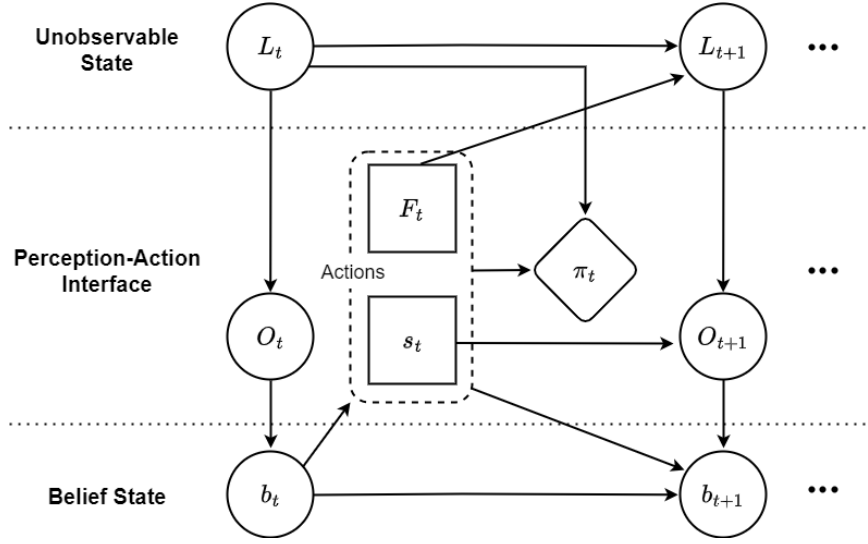 Unobservable
State
L_t
L_{t+1}
...
F_t
Actions
Perception-Action
Interface
π_t
...
O_t
s_t
O_{t+1}
Belief State
b_t
b_{t+1}
...